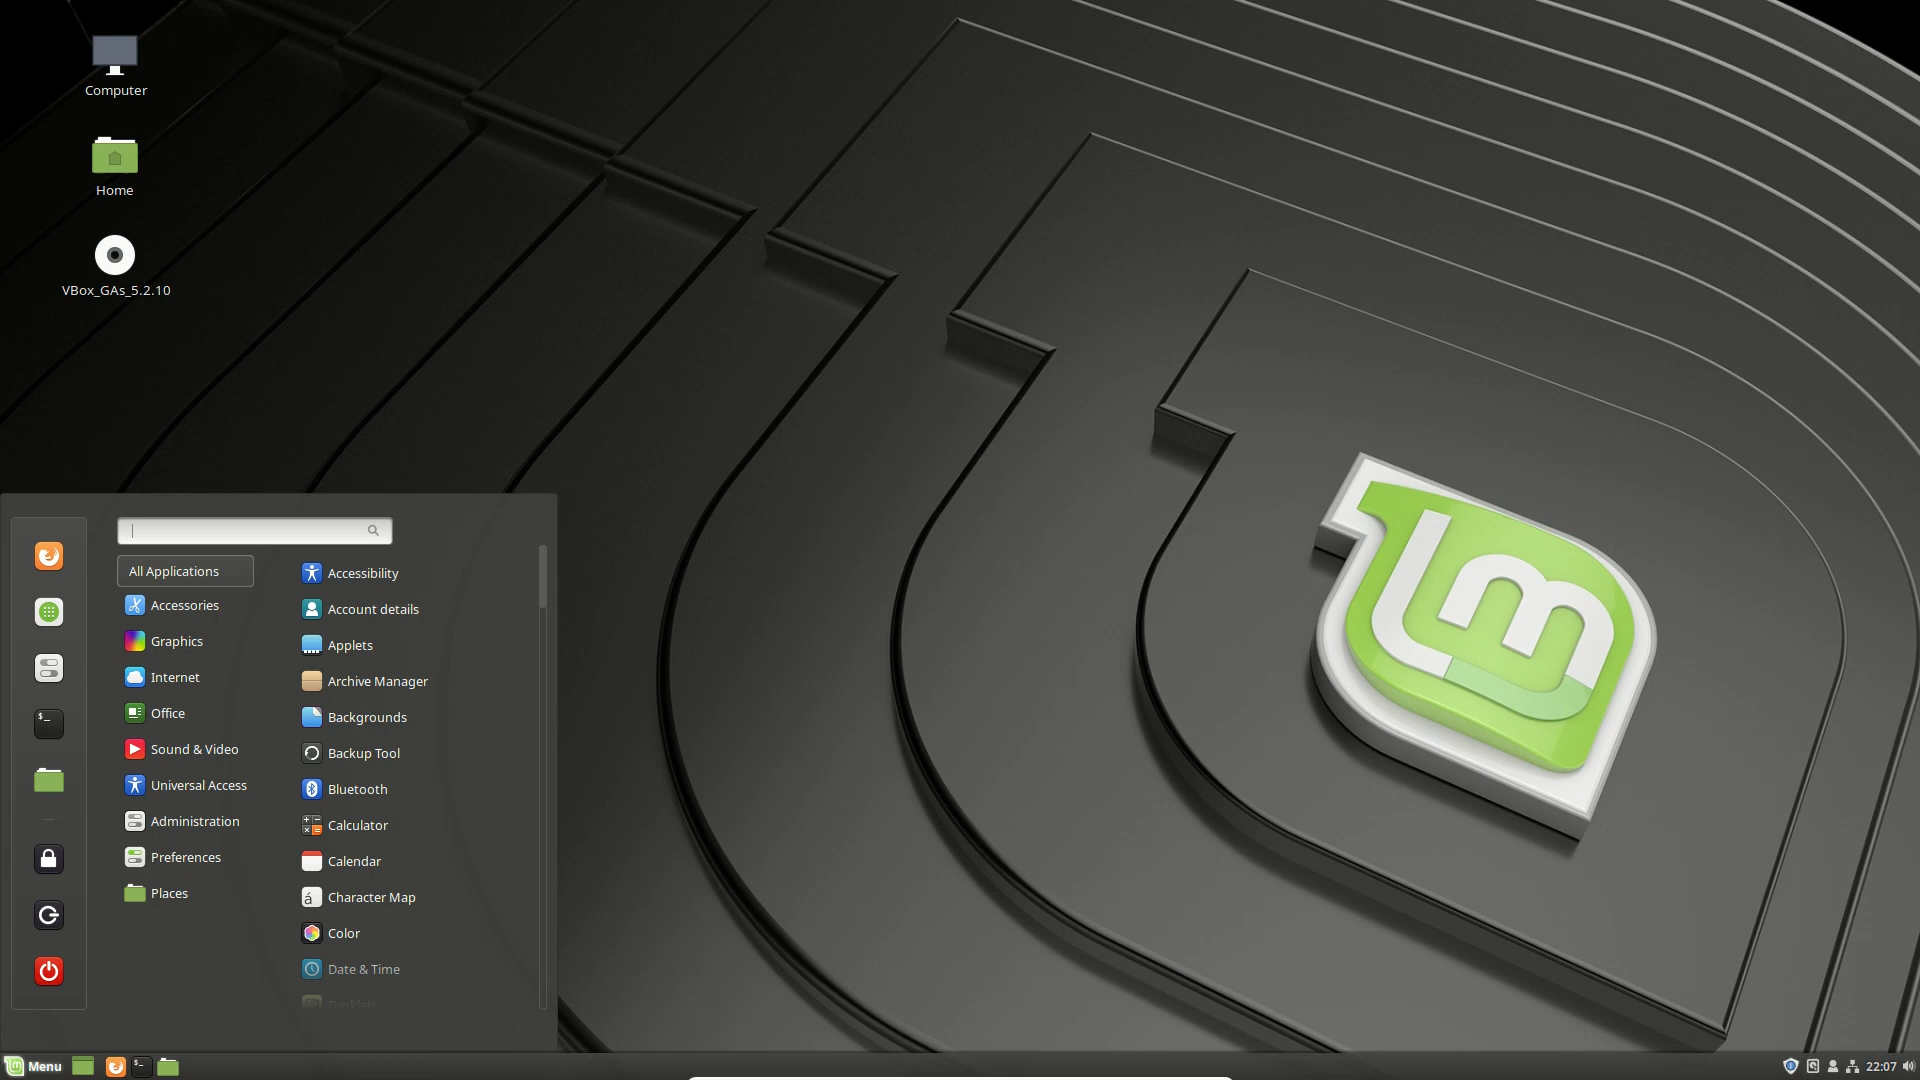 Computer
Home
VBox_GAs_5.2.10
All Applications
Accessories
Graphics
Internet
Office
Sound & Video
Universal Access
Administration
Preferences
Places
Accessibility
Account details
Applets
Archive Manager
Backgrounds
Backup Tool
Bluetooth
Calculator
Calendar
Character Map
Color
Date & Time
Desklets
Menu
22:07